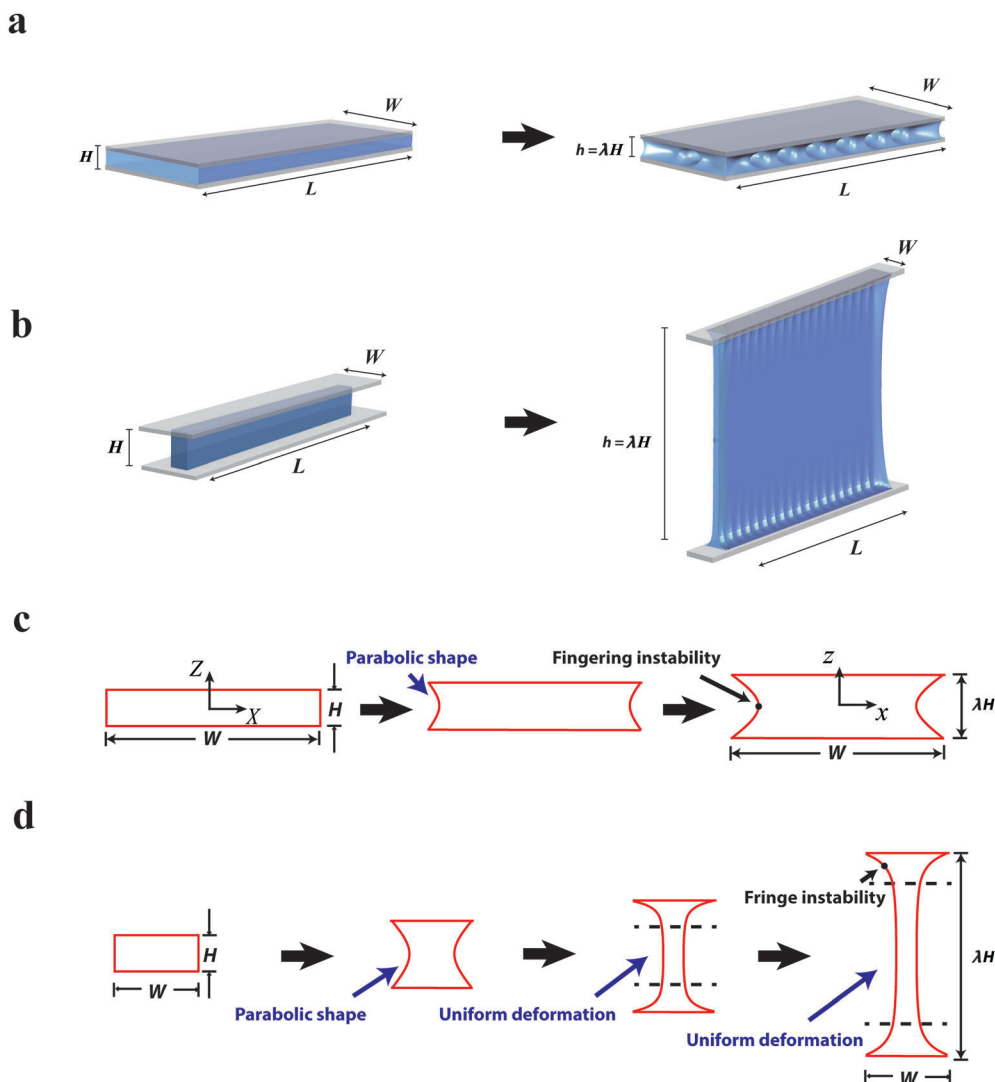 a
W
H
L
W
h = λH
L
b
W
H
L
W
h = λH
L
c
Parabolic shape
Fingering instability
Z
X
H
W
z
x
λH
W
d
H
W
Parabolic shape
Uniform deformation
Fringe instability
Uniform deformation
λH
W